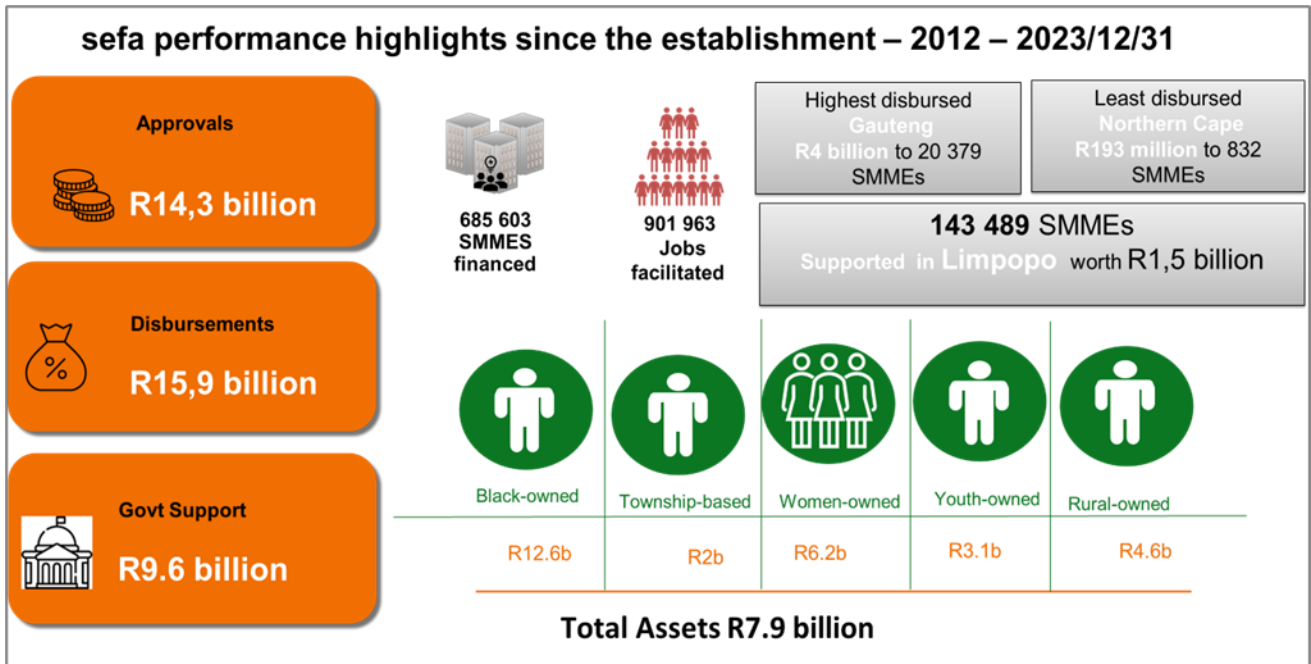 sefa performance highlights since the establishment – 2012 – 2023/12/31
Approvals
R14,3 billion
Disbursements
R15,9 billion
Govt Support
R9.6 billion
685 603
SMMES
financed
901 963
Jobs
facilitated
Highest disbursed
Gauteng
R4 billion to 20 379
SMMEs
Least disbursed
Northern Cape
R193 million to 832
SMMEs
143 489 SMMEs
Supported in Limpopo worth R1,5 billion
%
Black-owned
Township-based
Women-owned
Youth-owned
Rural-owned
R12.6b
R2b
R6.2b
R3.1b
R4.6b
Total Assets R7.9 billion